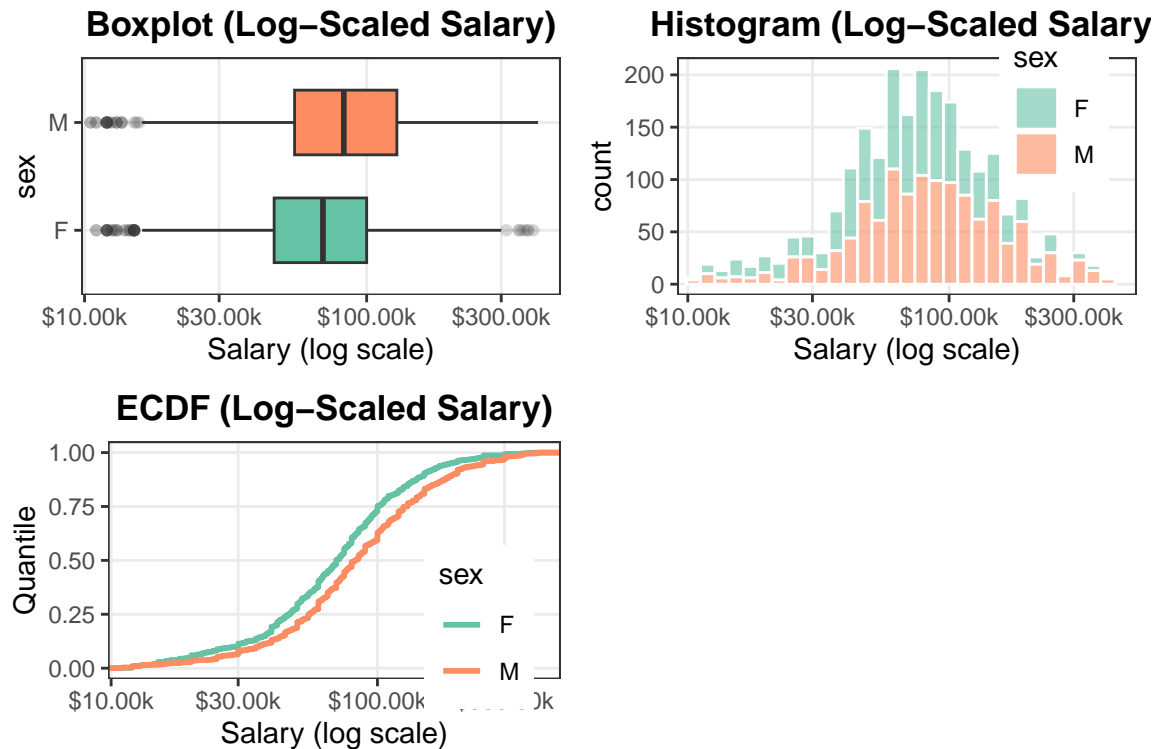 Boxplot (Log−Scaled Salary)
M
F
sex
$10.00k $30.00k $100.00k $300.00k
Salary (log scale)
Histogram (Log−Scaled Salary
sex
F
M
200
150
100
50
0
count
$10.00k $30.00k $100.00k $300.00k
Salary (log scale)
ECDF (Log−Scaled Salary)
1.00
0.75
0.50
0.25
0.00
Quantile
sex
F
M
$10.00k $30.00k $100.00k
Salary (log scale)